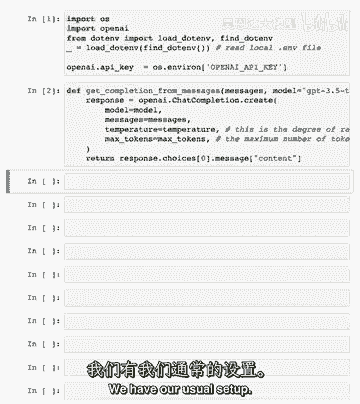 In [1]: import os
import openai
from dotenv import load_dotenv, find_dotenv
_ = load_dotenv(find_dotenv()) # read local .env file
openai.api_key = os.environ['OPENAI_API_KEY']
In [2]: def get_completion_from_messages(messages, model="gpt-3.5-t
response = openai.ChatCompletion.create(
model=model,
messages=messages,
temperature=temperature, # this is the degree of ra
max_tokens=max_tokens, # the maximum number of toke
)
return response.choices[0].message["content"]
In [ ]:
In [ ]:
In [ ]:
In [ ]:
In [ ]:
In [ ]:
In [ ]:
In [ ]:
In [ ]:
In [ ]:
我们有我们通常的设置。
We have our usual setup.